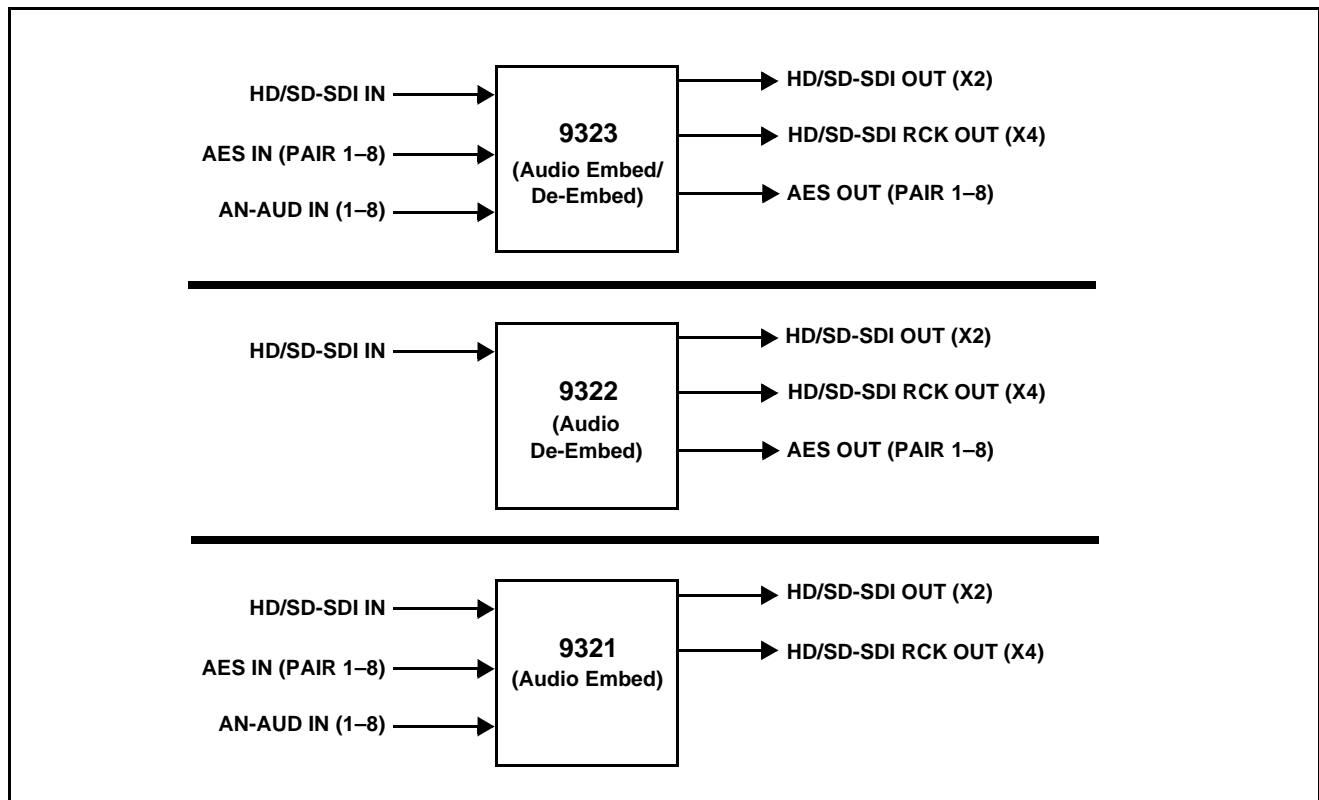 HD/SD-SDI IN
AES IN (PAIR 1–8)
AN-AUD IN (1–8)
9323
(Audio Embed/
De-Embed)
HD/SD-SDI OUT (X2)
HD/SD-SDI RCK OUT (X4)
AES OUT (PAIR 1–8)
HD/SD-SDI IN
9322
(Audio
De-Embed)
HD/SD-SDI OUT (X2)
HD/SD-SDI RCK OUT (X4)
AES OUT (PAIR 1–8)
HD/SD-SDI IN
AES IN (PAIR 1–8)
AN-AUD IN (1–8)
9321
(Audio Embed)
HD/SD-SDI OUT (X2)
HD/SD-SDI RCK OUT (X4)